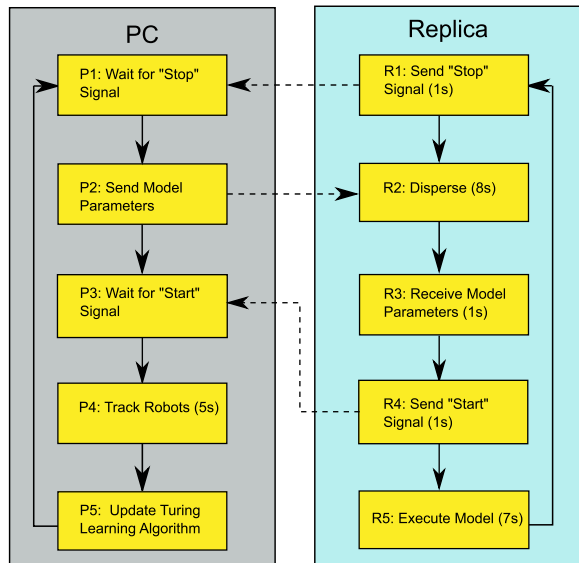 PC
P1: Wait for "Stop"
Signal
P2: Send Model
Parameters
P3: Wait for "Start"
Signal
P4: Track Robots (5s)
P5:  Update Turing
Learning Algorithm
Replica
R1: Send "Stop"
Signal (1s)
R2: Disperse (8s)
R3: Receive Model
Parameters (1s)
R4: Send "Start"
Signal (1s)
R5: Execute Model (7s)